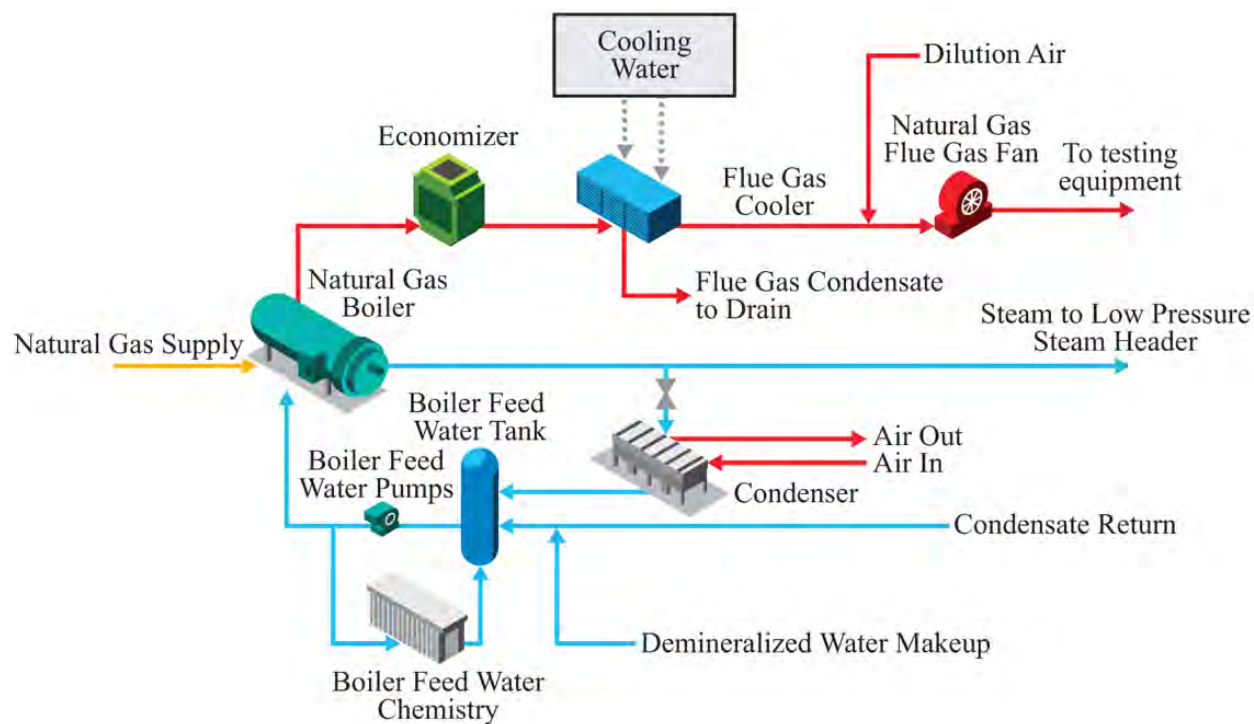 Cooling
Water
Dilution Air
Economizer
Natural Gas
Flue Gas Fan
To testing
equipment
Flue Gas
Cooler
Natural Gas
Boiler
Flue Gas Condensate
to Drain
Natural Gas Supply
Steam to Low Pressure
Steam Header
Boiler Feed
Water Tank
Air Out
Air In
Boiler Feed
Water Pumps
Condenser
Condensate Return
Demineralized Water Makeup
Boiler Feed Water
Chemistry